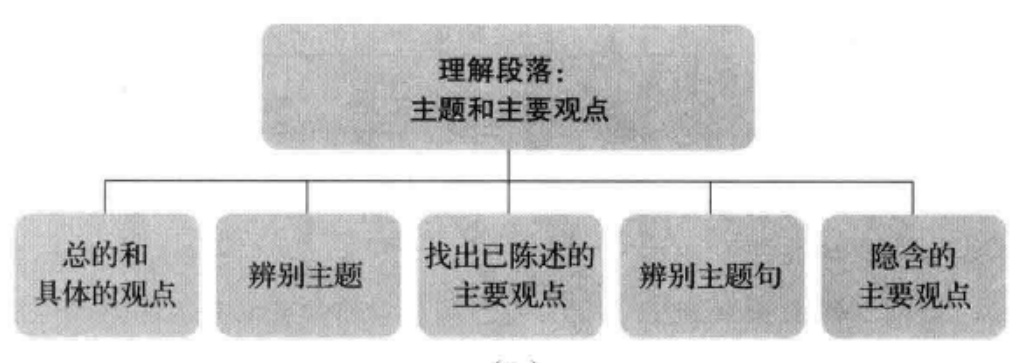 理解段落：
主题和主要观点
总的和
具体的观点
辨别主题
找出已陈述的
主要观点
辨别主题句
隐含的
主要观点